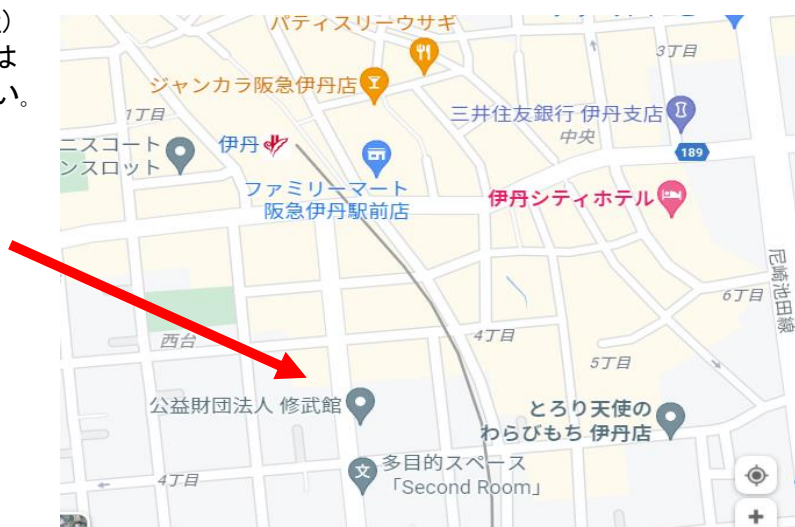 )
は
い。
パティスリーウサギ
3丁目
ジャンカラ阪急伊丹店
1丁目
三井住友銀行 伊丹支店
中央
ニスコート
ンスロット
伊丹
189
ファミリーマート
阪急伊丹駅前店
伊丹シティホテル
尼崎池田線
6丁目
西台
4丁目
5丁目
公益財団法人 修武館
とろり天使の
わらびもち 伊丹店
多目的スペース
「Second Room」
文
4丁目